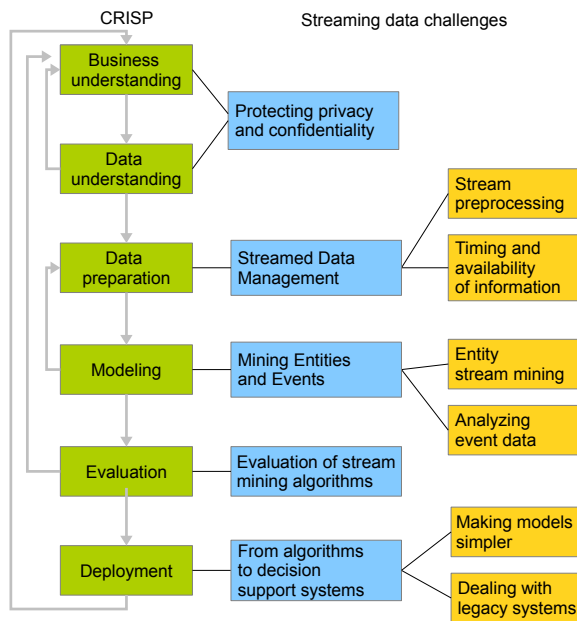 CRISP
Streaming data challenges
Business
understanding
Protecting privacy
and confidentiality
Data
understanding
Stream
preprocessing
Data
preparation
Streamed Data
Management
Timing and
availability
of information
Modeling
Mining Entities
and Events
Entity
stream mining
Analyzing
event data
Evaluation
Evaluation of stream
mining algorithms
Making models
simpler
Deployment
From algorithms
to decision
support systems
Dealing with
legacy systems